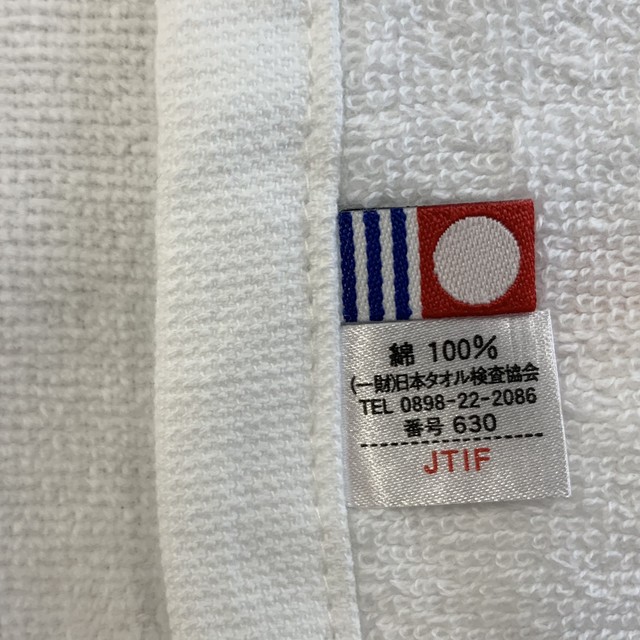 綿 100%
(一財)日本タオル検査協会
TEL 0898-22-2086
番号 630
JTIF